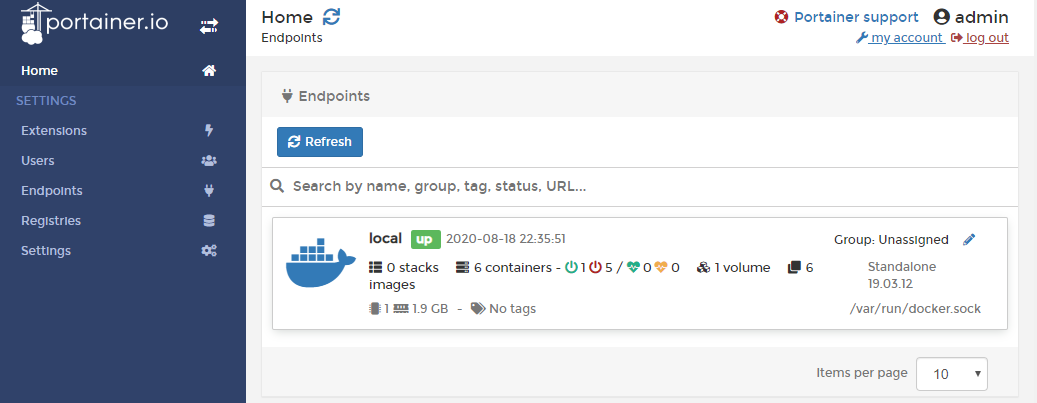 portainer.io
Home
SETTINGS
Extensions
Users
Endpoints
Registries
Settings
Home
Endpoints
Portainer support admin
my account log out
Endpoints
Refresh
Search by name, group, tag, status, URL...
local up 2020-08-18 22:35:51
Group: Unassigned
0 stacks 6 containers - 1 5 / 0 0 1 volume 6
images
Standalone
19.03.12
1 1.9 GB - No tags
/var/run/docker.sock
Items per page 10